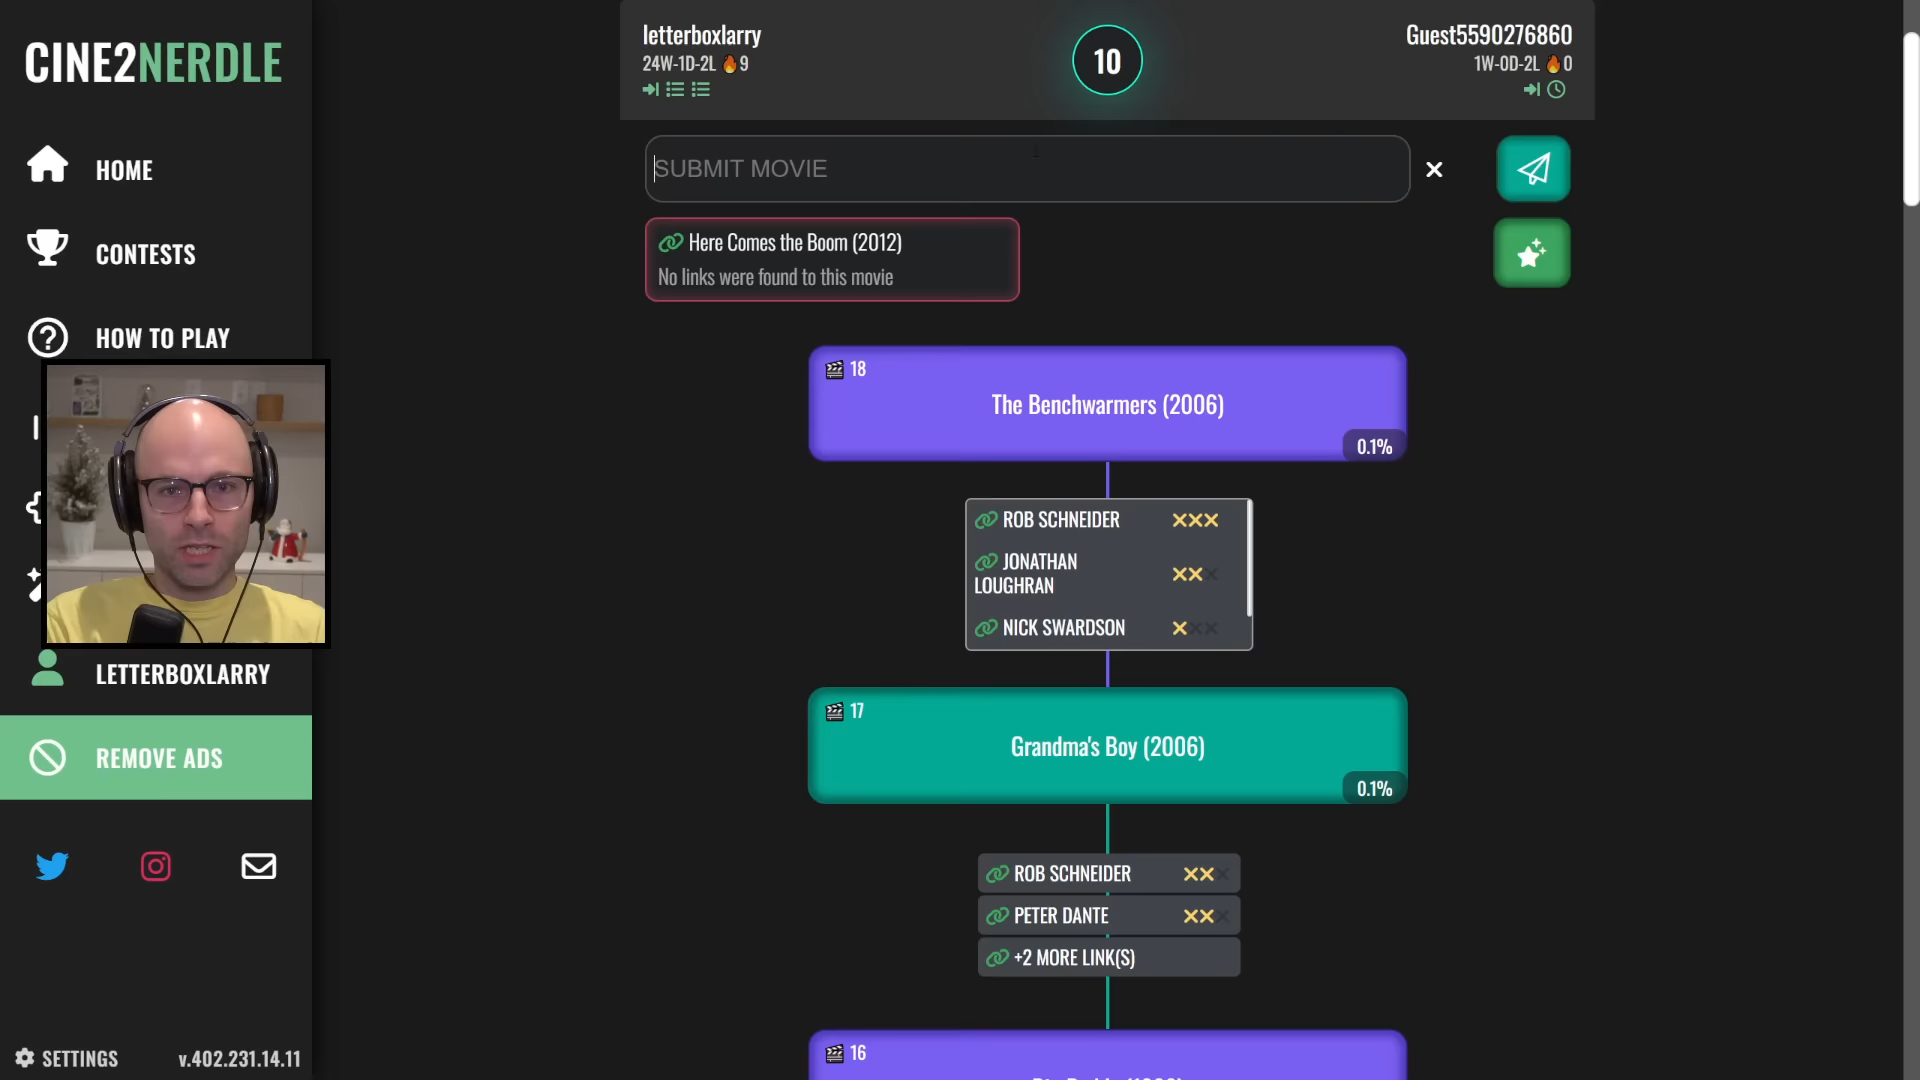 CINE2NERDLE
HOME
CONTESTS
HOW TO PLAY
LETTERBOXLARRY
REMOVE ADS
SETTINGS
v.402.231.14.11
letterboxlarry
24W-1D-2L 🔥9
10
Guest5590276860
1W-0D-2L 🔥0
SUBMIT MOVIE
Here Comes the Boom (2012)
No links were found to this movie
18
The Benchwarmers (2006)
0.1%
ROB SCHNEIDER
JONATHAN
LOUGHRAN
NICK SWARDSON
17
Grandma's Boy (2006)
0.1%
ROB SCHNEIDER
PETER DANTE
+2 MORE LINK(S)
16